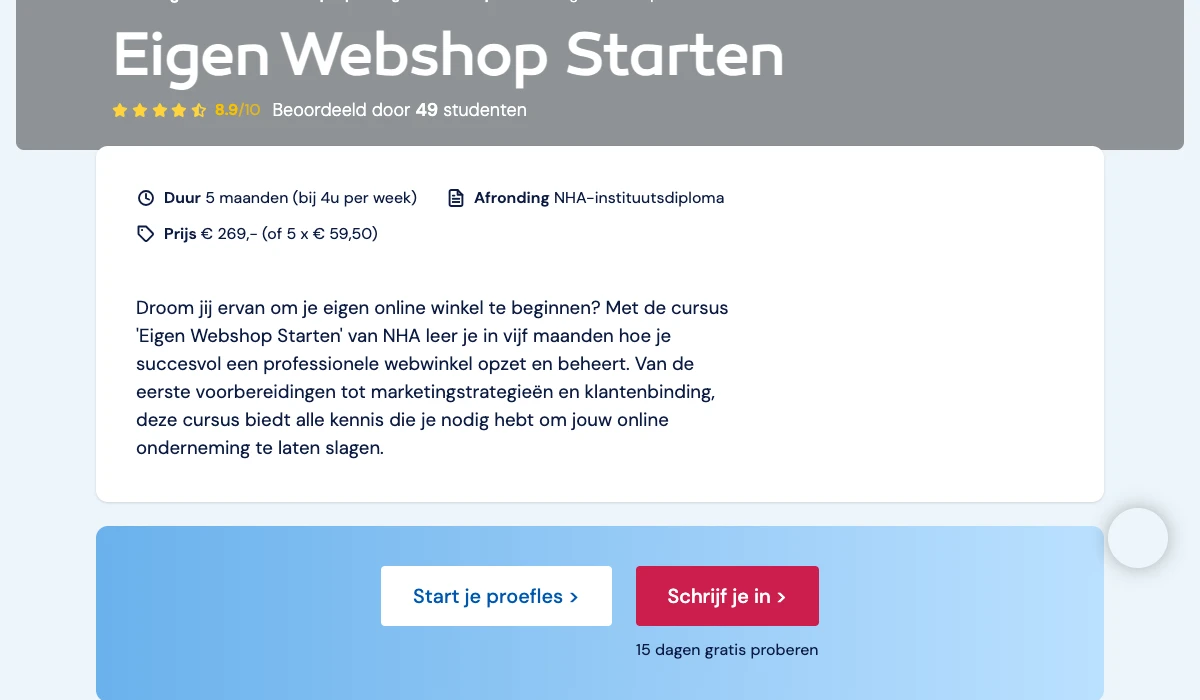 Eigen Webshop Starten
8.9/10 Beoordeeld door 49 studenten
Duur 5 maanden (bij 4u per week) Afronding NHA-instituutsdiploma
Prijs € 269,- (of 5 x € 59,50)
Droom jij ervan om je eigen online winkel te beginnen? Met de cursus
'Eigen Webshop Starten' van NHA leer je in vijf maanden hoe je
succesvol een professionele webwinkel opzet en beheert. Van de
eerste voorbereidingen tot marketingstrategieën en klantenbinding,
deze cursus biedt alle kennis die je nodig hebt om jouw online
onderneming te laten slagen.
Start je proefles >
Schrijf je in >
15 dagen gratis proberen